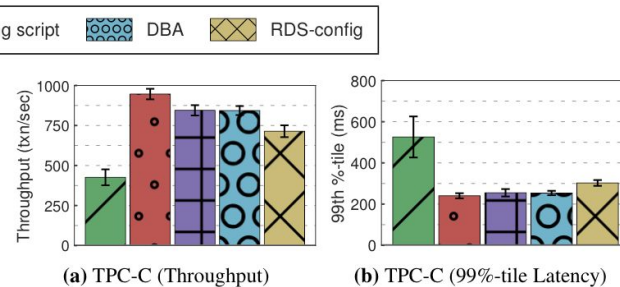 g script DBA RDS-config
1000
750
500
250
0
Throughput (txn/sec)
800
600
400
200
0
99th %-tile (ms)
(a) TPC-C (Throughput) (b) TPC-C (99%-tile Latency)